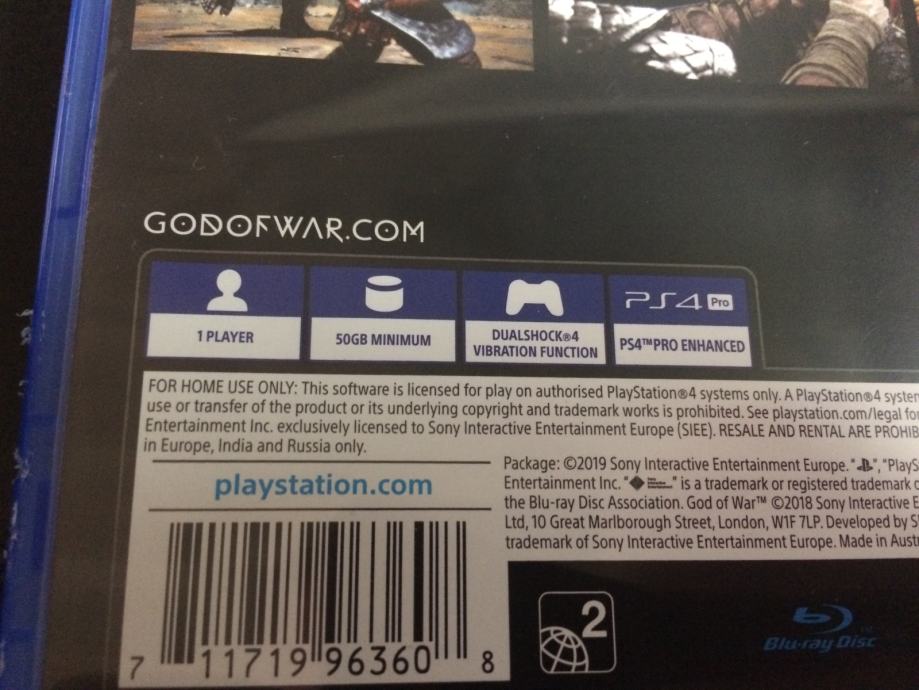 GODOFWAR.COM
1 PLAYER
50GB MINIMUM
DUALSHOCK®4
VIBRATION FUNCTION
PS4 Pro
PS4™PRO ENHANCED
FOR HOME USE ONLY: This software is licensed for play on authorised PlayStation®4 systems only. A PlayStation®4 system
use or transfer of the product or its underlying copyright and trademark works is prohibited. See playstation.com/legal for
Entertainment Inc. exclusively licensed to Sony Interactive Entertainment Europe (SIEE). RESALE AND RENTAL ARE PROHIB
in Europe, India and Russia only.
playstation.com
Package: ©2019 Sony Interactive Entertainment Europe. " ", "PlayS
Entertainment Inc. " " is a trademark or registered trademark o
the Blu-ray Disc Association. God of War™ ©2018 Sony Interactive E
Ltd, 10 Great Marlborough Street, London, W1F 7LP. Developed by S
trademark of Sony Interactive Entertainment Europe. Made in Aust
7 11719 96360 8
2
Blu-ray Disc